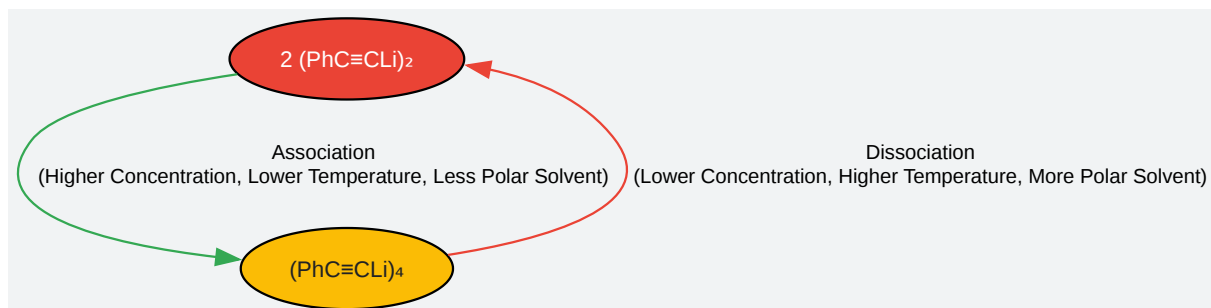 2 (PhC≡CLi)₂
Association
(Higher Concentration, Lower Temperature, Less Polar Solvent)
Dissociation
(Lower Concentration, Higher Temperature, More Polar Solvent)
(PhC≡CLi)₄